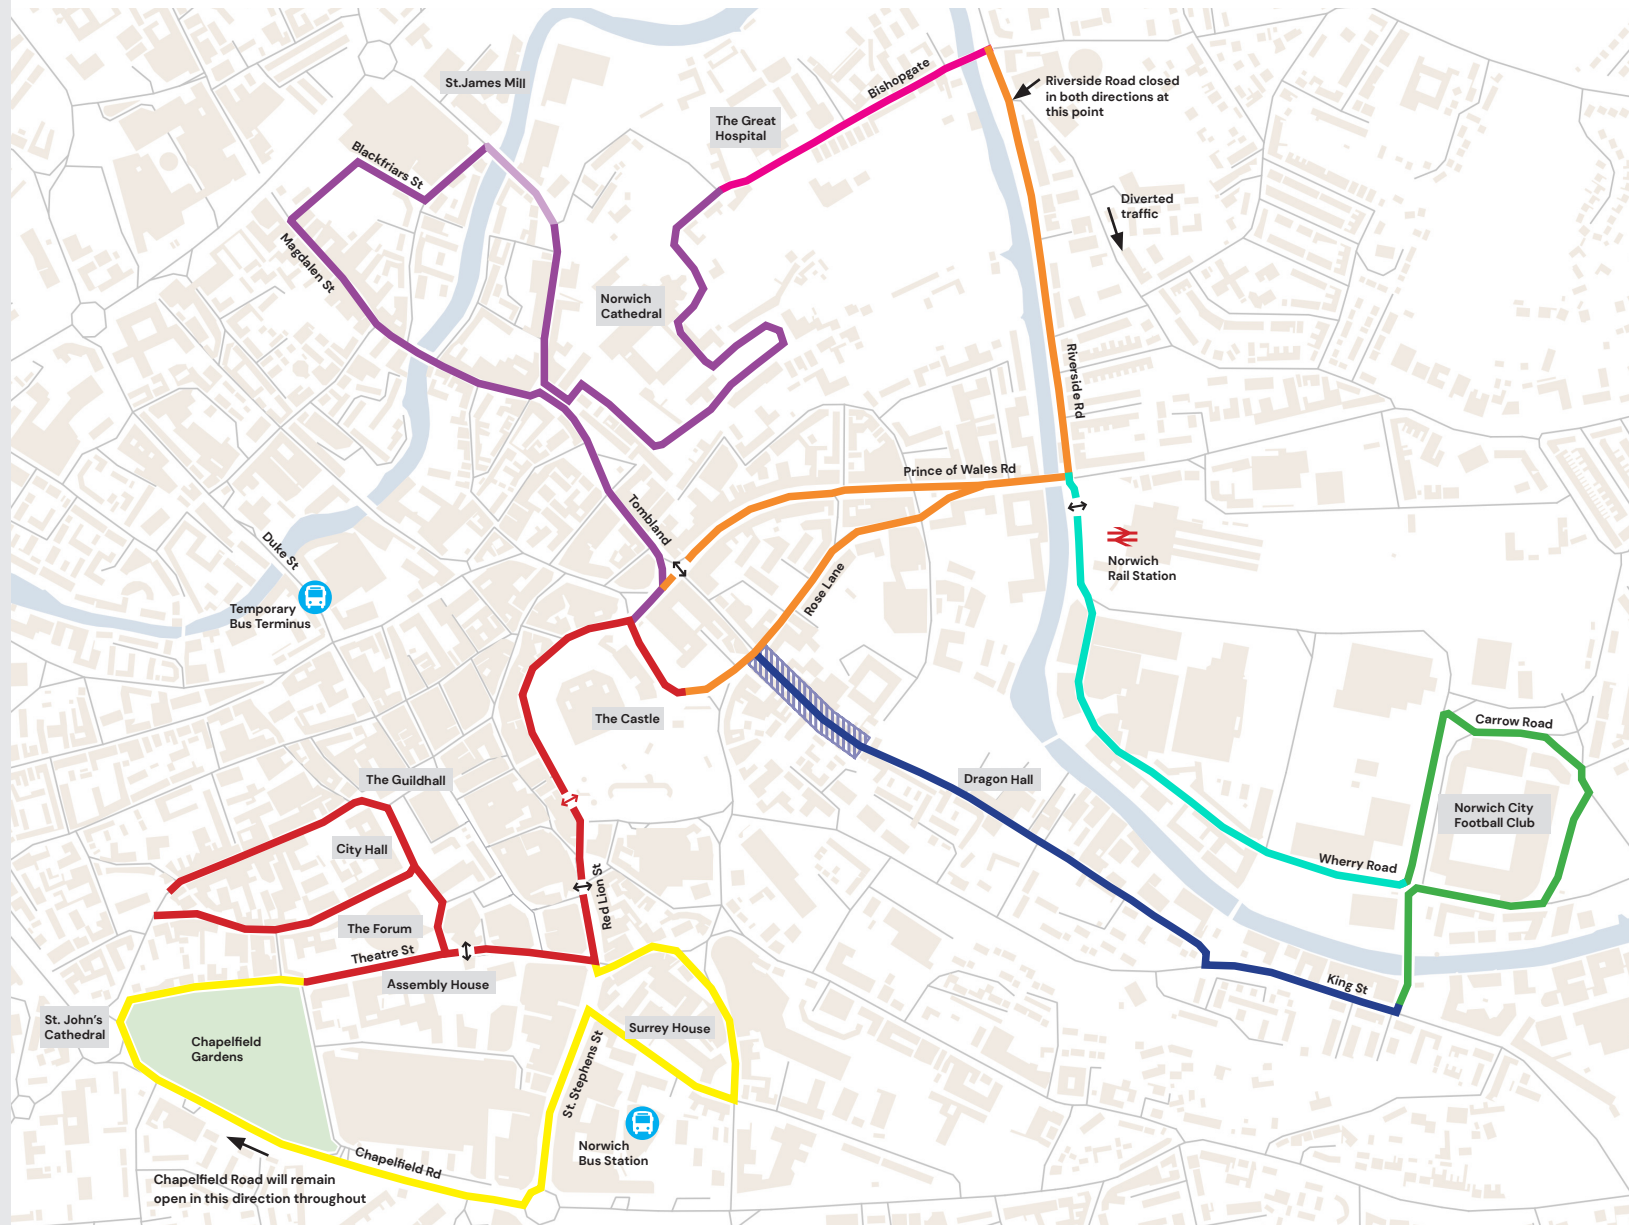 St.James Mill
Bishopgate
Riverside Road closed
in both directions at
this point
The Great
Hospital
Blackfriars St
Diverted
traffic
Magdalen St
Norwich
Cathedral
Riverside Rd
Prince of Wales Rd
Tombland
Duke St
Norwich
Rail Station
Rose Lane
Temporary
Bus Terminus
The Castle
Carrow Road
The Guildhall
Dragon Hall
Norwich City
Football Club
City Hall
Wherry Road
Red Lion St
The Forum
Theatre St
Assembly House
King St
St. John's
Cathedral
Surrey House
Chapelfield
Gardens
St. Stephens St
Norwich
Bus Station
Chapelfield Rd
Chapelfield Road will remain
open in this direction throughout